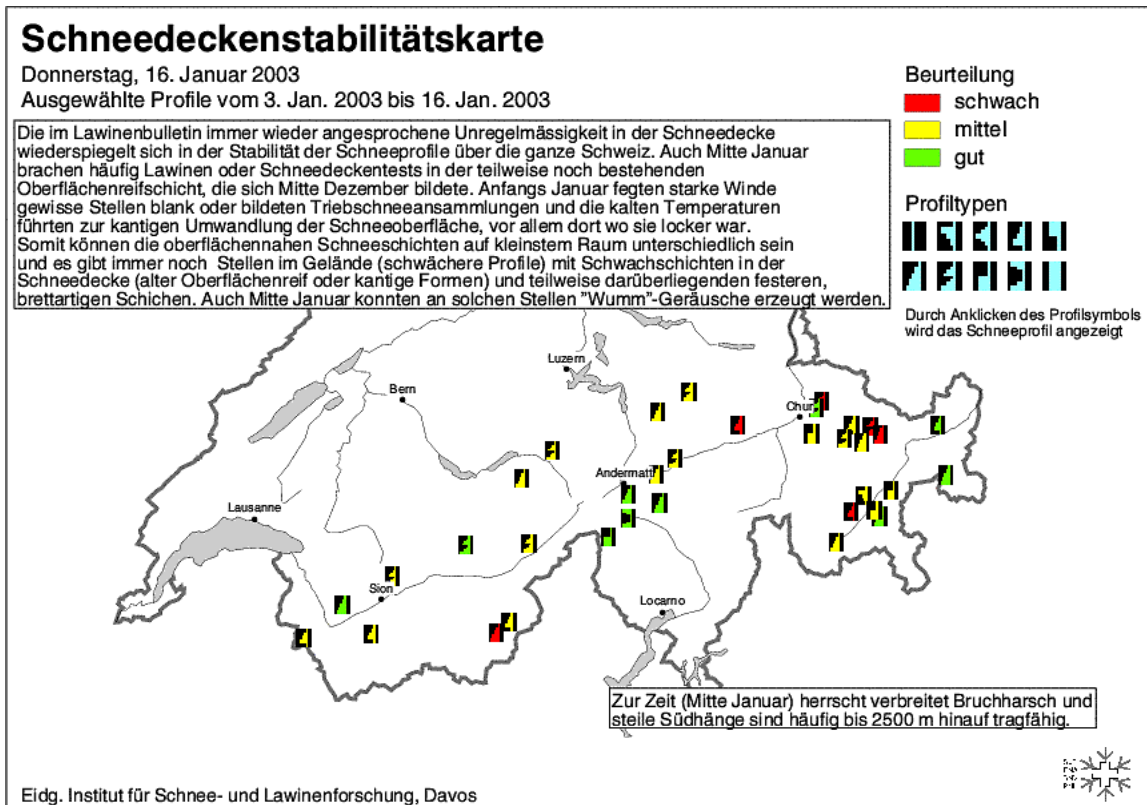 Schneedeckenstabilitätskarte
Donnerstag, 16. Januar 2003
Ausgewählte Profile vom 3. Jan. 2003 bis 16. Jan. 2003
Die im Lawinenbulletin immer wieder angesprochene Unregelmässigkeit in der Schneedecke
wiederspiegelt sich in der Stabilität der Schneeprofile über die ganze Schweiz. Auch Mitte Januar
brachen häufig Lawinen oder Schneedeckentests in der teilweise noch bestehenden
Oberflächenreifschicht, die sich Mitte Dezember bildete. Anfangs Januar fegten starke Winde
gewisse Stellen blank oder bildeten Triebschneeansammlungen und die kalten Temperaturen
führten zur kantigen Umwandlung der Schneeoberfläche, vor allem dort wo sie locker war.
Somit können die oberflächennahen Schneeschichten auf kleinstem Raum unterschiedlich sein
und es gibt immer noch Stellen im Gelände (schwächere Profile) mit Schwachschichten in der
Schneedecke (alter Oberflächenreif oder kantige Formen) und teilweise darüberliegenden festeren,
brettartigen Schichen. Auch Mitte Januar konnten an solchen Stellen "Wumm"-Geräusche erzeugt werden.
Beurteilung
schwach
mittel
gut
Profiltypen
Durch Anklicken des Profilsymbols
wird das Schneeprofil angezeigt
Luzern
Bern
Chur
Andermatt
Lausanne
Sion
Locarno
Zur Zeit (Mitte Januar) herrscht verbreitet Bruchharsch und
steile Südhänge sind häufig bis 2500 m hinauf tragfähig.
Eidg. Institut für Schnee- und Lawinenforschung, Davos